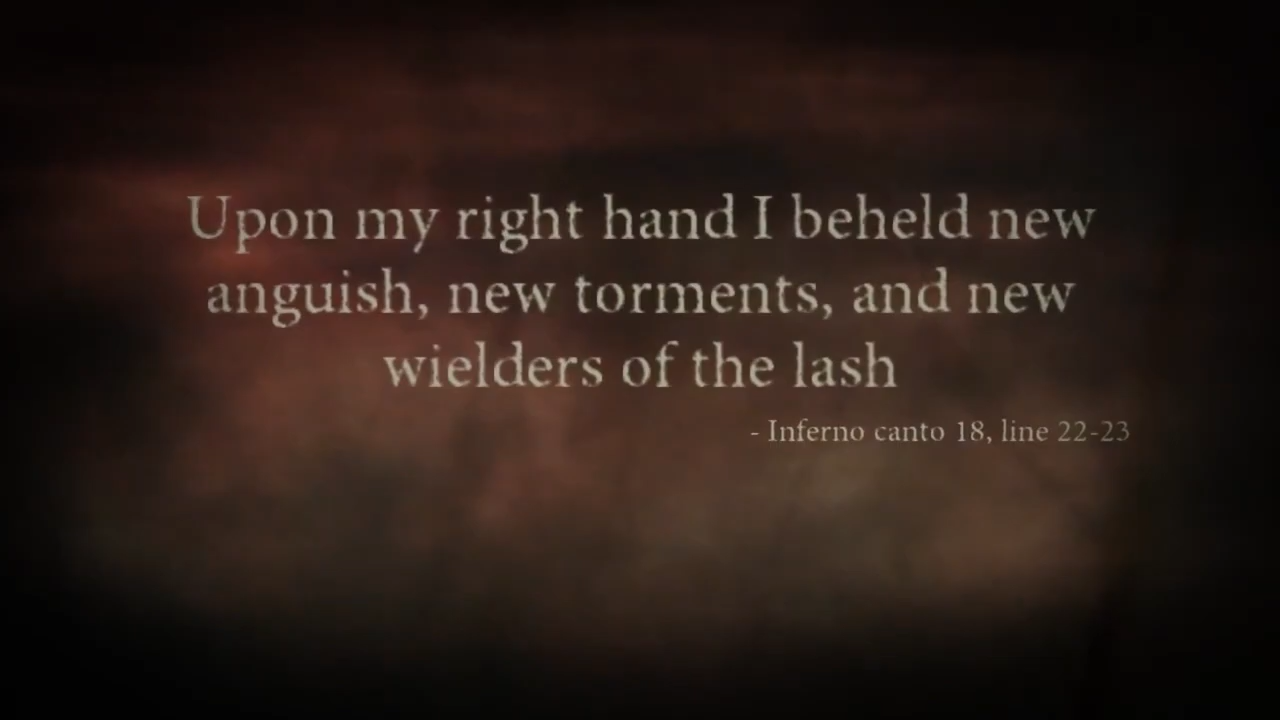 Upon my right hand I beheld new
anguish, new torments, and new
wielders of the lash
- Inferno canto 18, line 22-23